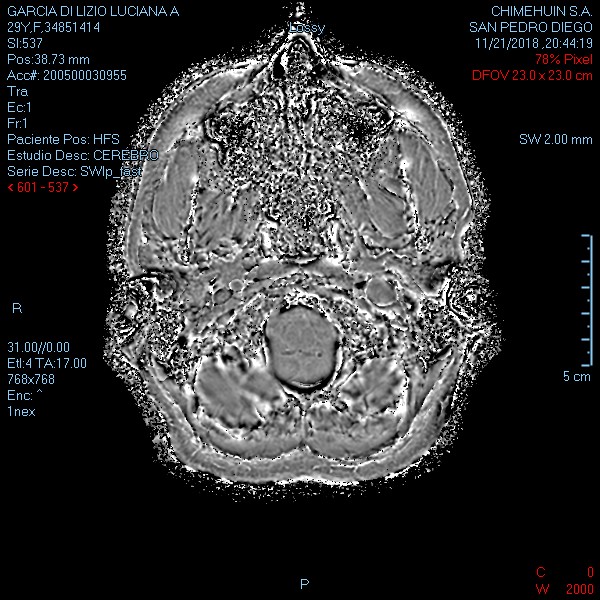 GARCIA DI LIZIO LUCIANA A
29Y,F,34851414
SI:537
Pos:38.73 mm
Acc#: 200500030955
Tra
Ec:1
Fr:1
Paciente Pos: HFS
Estudio Desc: CEREBRO
Serie Desc: SWIp_fast
< 601 - 537 >
Lossy
CHIMEHUIN S.A.
SAN PEDRO DIEGO
11/21/2018 ,20:44:19
78% Pixel
DFOV 23.0 x 23.0 cm
SW 2.00 mm
R
31.00//0.00
Etl:4 TA:17.00
768x768
Enc: ^
1nex
5 cm
P
C 0
W 2000